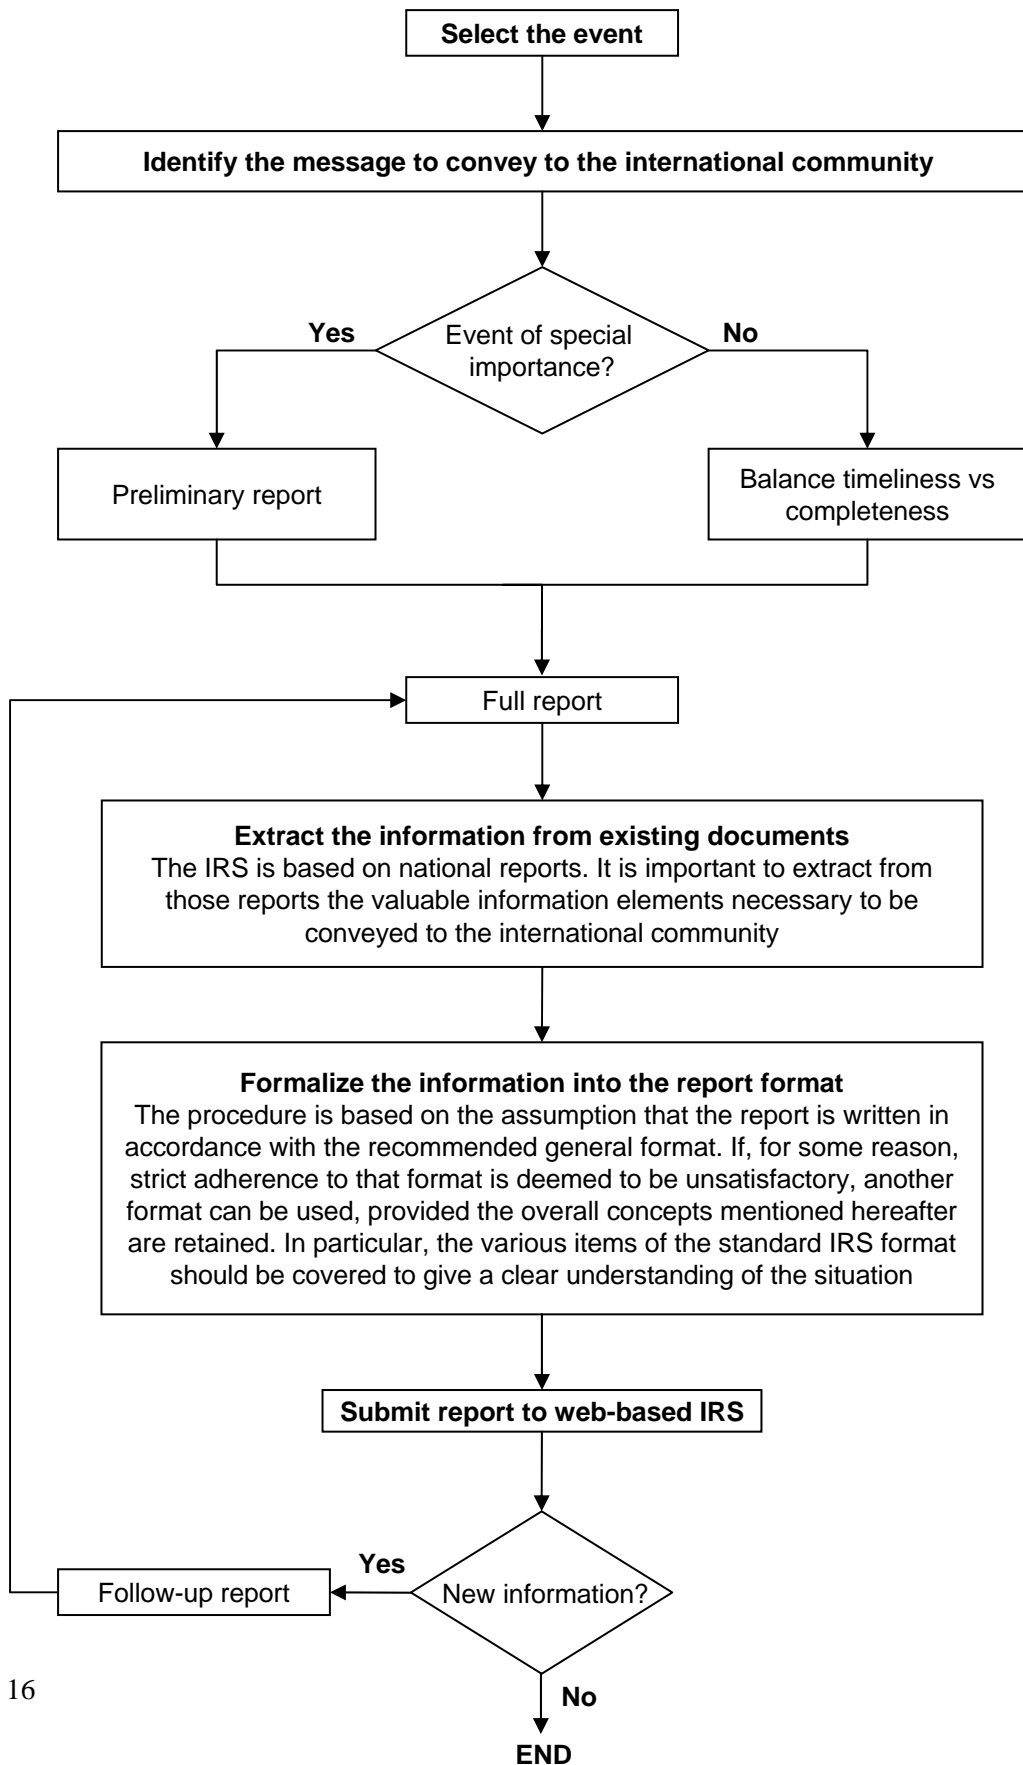 Select the event
Identify the message to convey to the international community
Yes
Event of special
importance?
No
Preliminary report
Balance timeliness vs
completeness
Full report
Extract the information from existing documents
The IRS is based on national reports. It is important to extract from
those reports the valuable information elements necessary to be
conveyed to the international community
Formalize the information into the report format
The procedure is based on the assumption that the report is written in
accordance with the recommended general format. If, for some reason,
strict adherence to that format is deemed to be unsatisfactory, another
format can be used, provided the overall concepts mentioned hereafter
are retained. In particular, the various items of the standard IRS format
should be covered to give a clear understanding of the situation
Submit report to web-based IRS
Yes
Follow-up report
New information?
16
No
END